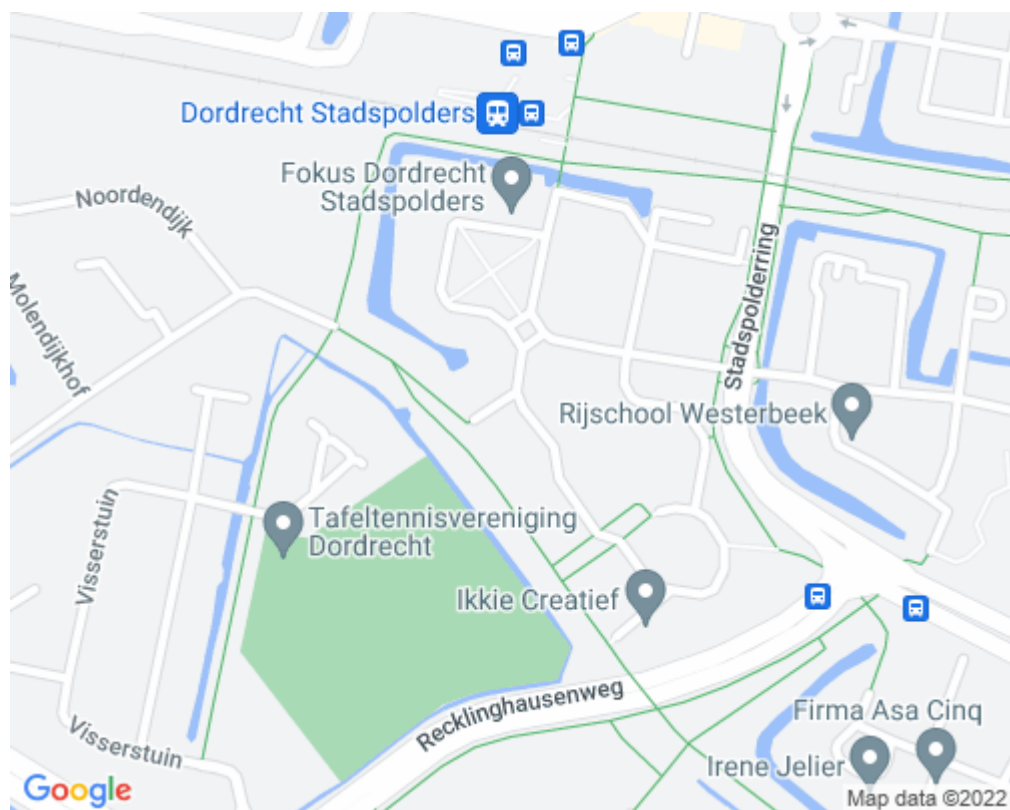 Dordrecht Stadspolders
Fokus Dordrecht
Stadspolders
Noordendijk
Molendijkhof
Stadspolderring
Rijschool Westerbeek
Visserstuin
Tafeltennisvereniging
Dordrecht
Ikkie Creatief
Recklinghausenweg
Visserstuin
Firma Asa Cinq
Irene Jelier
Google
Map data ©2022